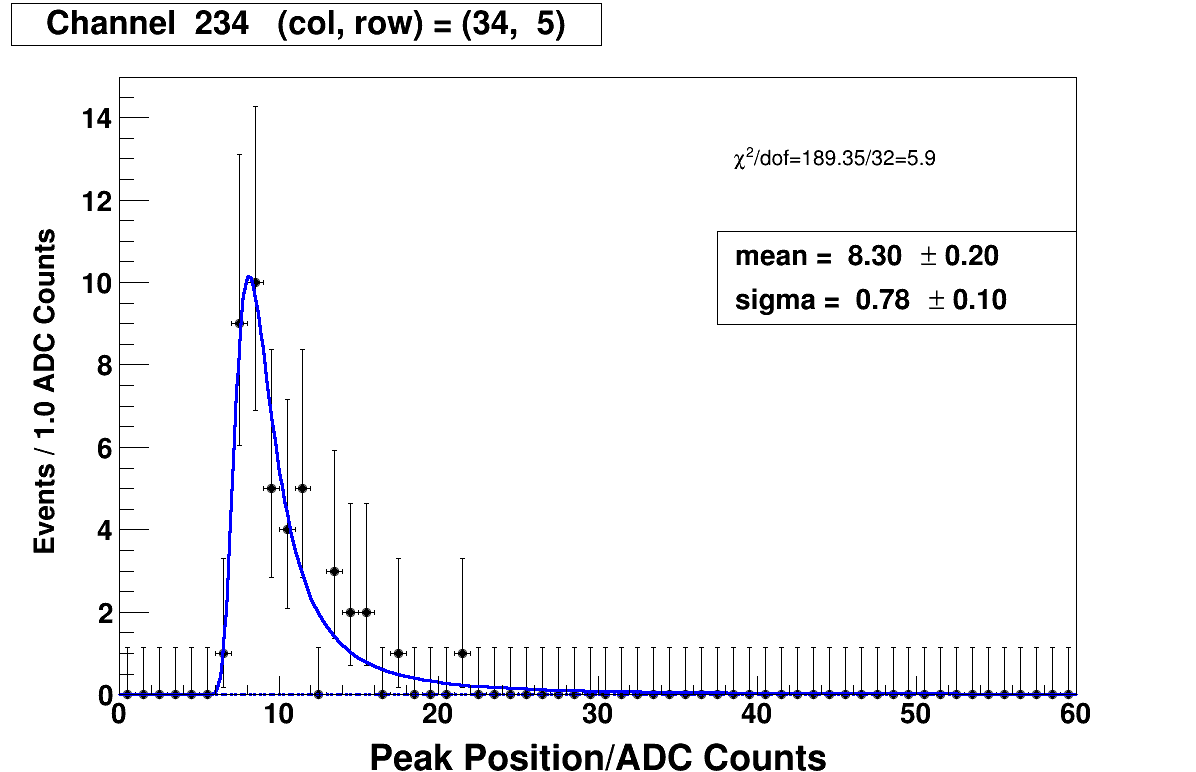 Channel 234 (col, row) = (34, 5)
14
12
10
8
6
4
2
0
Events / 1.0 ADC Counts
χ²/dof=189.35/32=5.9
mean = 8.30 ± 0.20
sigma = 0.78 ± 0.10
0 10 20 30 40 50 60
Peak Position/ADC Counts